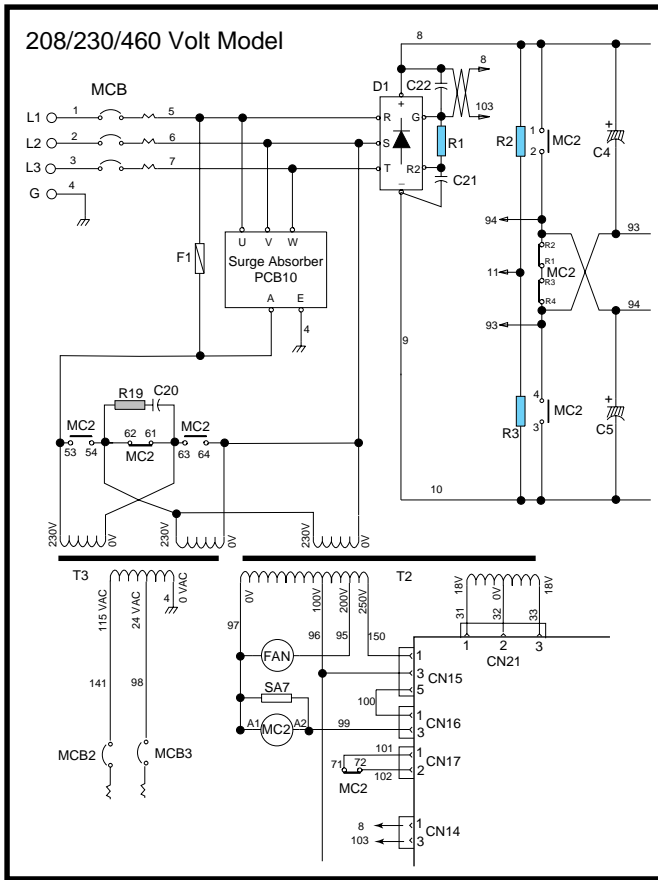 208/230/460 Volt Model
MCB
L1
1
5
L2
2
6
L3
3
7
G
4
8
D1
+
R
S
T
G
R2
–
C22
8
103
R1
C21
R2
1
2
MC2
+
C4
94
93
R2
R1
MC2
R3
R4
11
93
94
F1
U
V
W
Surge Absorber
PCB10
A
E
4
9
R3
4
3
MC2
+
C5
10
R19
C20
MC2
53
54
62
61
MC2
MC2
63
64
230V
0V
230V
0V
230V
0V
T3
T2
115 VAC
24 VAC
4
0 VAC
0V
100V
200V
250V
18V
0V
18V
97
96
95
150
31
32
33
1
2
3
CN21
141
98
FAN
SA7
A1
MC2
A2
99
100
1
3
CN15
5
1
CN16
3
101
71
72
102
MC2
1
CN17
2
MCB2
MCB3
8
103
1
CN14
3